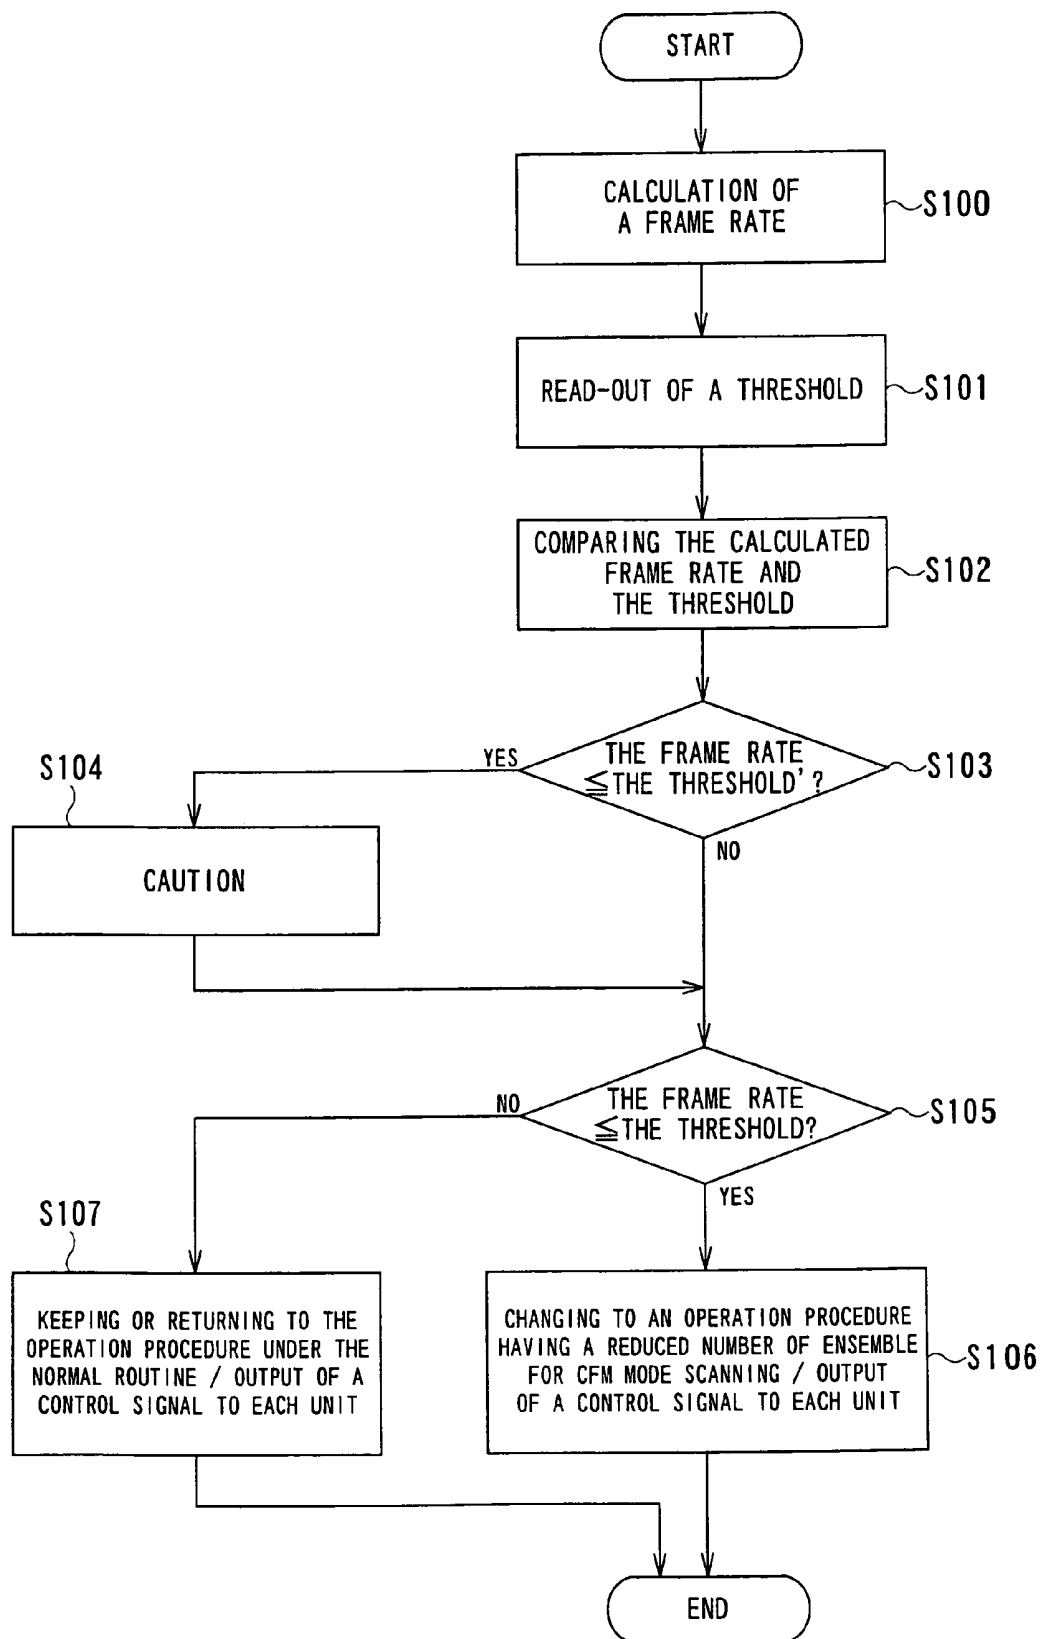 START
CALCULATION OF
A FRAME RATE
S100
READ-OUT OF A THRESHOLD
S101
COMPARING THE CALCULATED
FRAME RATE AND
THE THRESHOLD
S102
THE FRAME RATE
≦THE THRESHOLD'?
S103
YES
NO
S104
CAUTION
THE FRAME RATE
≦THE THRESHOLD?
S105
NO
YES
S107
KEEPING OR RETURNING TO THE
OPERATION PROCEDURE UNDER THE
NORMAL ROUTINE / OUTPUT OF A
CONTROL SIGNAL TO EACH UNIT
CHANGING TO AN OPERATION PROCEDURE
HAVING A REDUCED NUMBER OF ENSEMBLE
FOR CFM MODE SCANNING / OUTPUT
OF A CONTROL SIGNAL TO EACH UNIT
S106
END